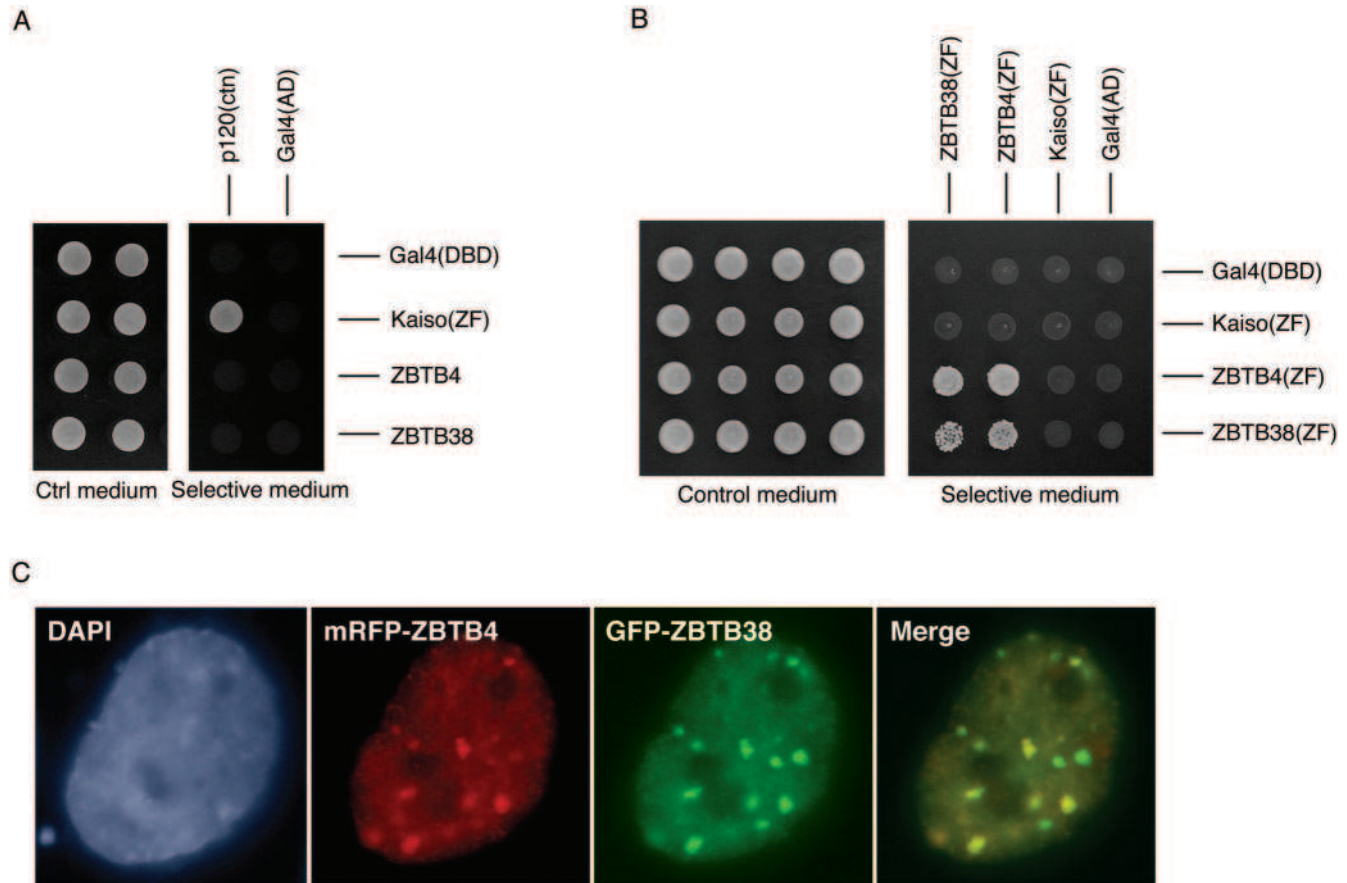 A
p120(ctn)
Gal4(AD)
Gal4(DBD)
Kaiso(ZF)
ZBTB4
ZBTB38
Ctrl medium
Selective medium
B
ZBTB38(ZF)
ZBTB4(ZF)
Kaiso(ZF)
Gal4(AD)
Gal4(DBD)
Kaiso(ZF)
ZBTB4(ZF)
ZBTB38(ZF)
Control medium
Selective medium
C
DAPI
mRFP-ZBTB4
GFP-ZBTB38
Merge